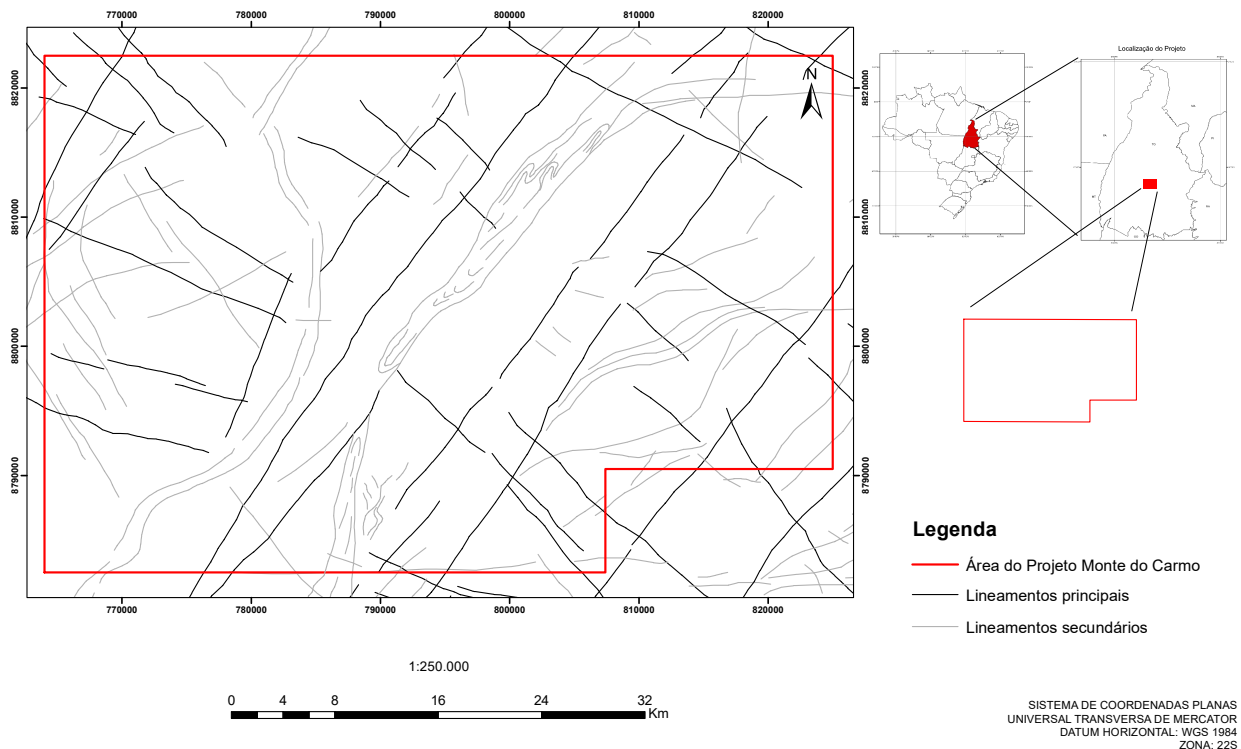 770000 780000 790000 800000 810000 820000
8820000 8820000
N
8810000 8810000
8800000 8800000
8790000 8790000
770000 780000 790000 800000 810000 820000
Localização do Projeto
Legenda
Área do Projeto Monte do Carmo
Lineamentos principais
Lineamentos secundários
1:250.000
0 4 8 16 24 32
Km
SISTEMA DE COORDENADAS PLANAS
UNIVERSAL TRANSVERSA DE MERCATOR
DATUM HORIZONTAL: WGS 1984
ZONA: 22S